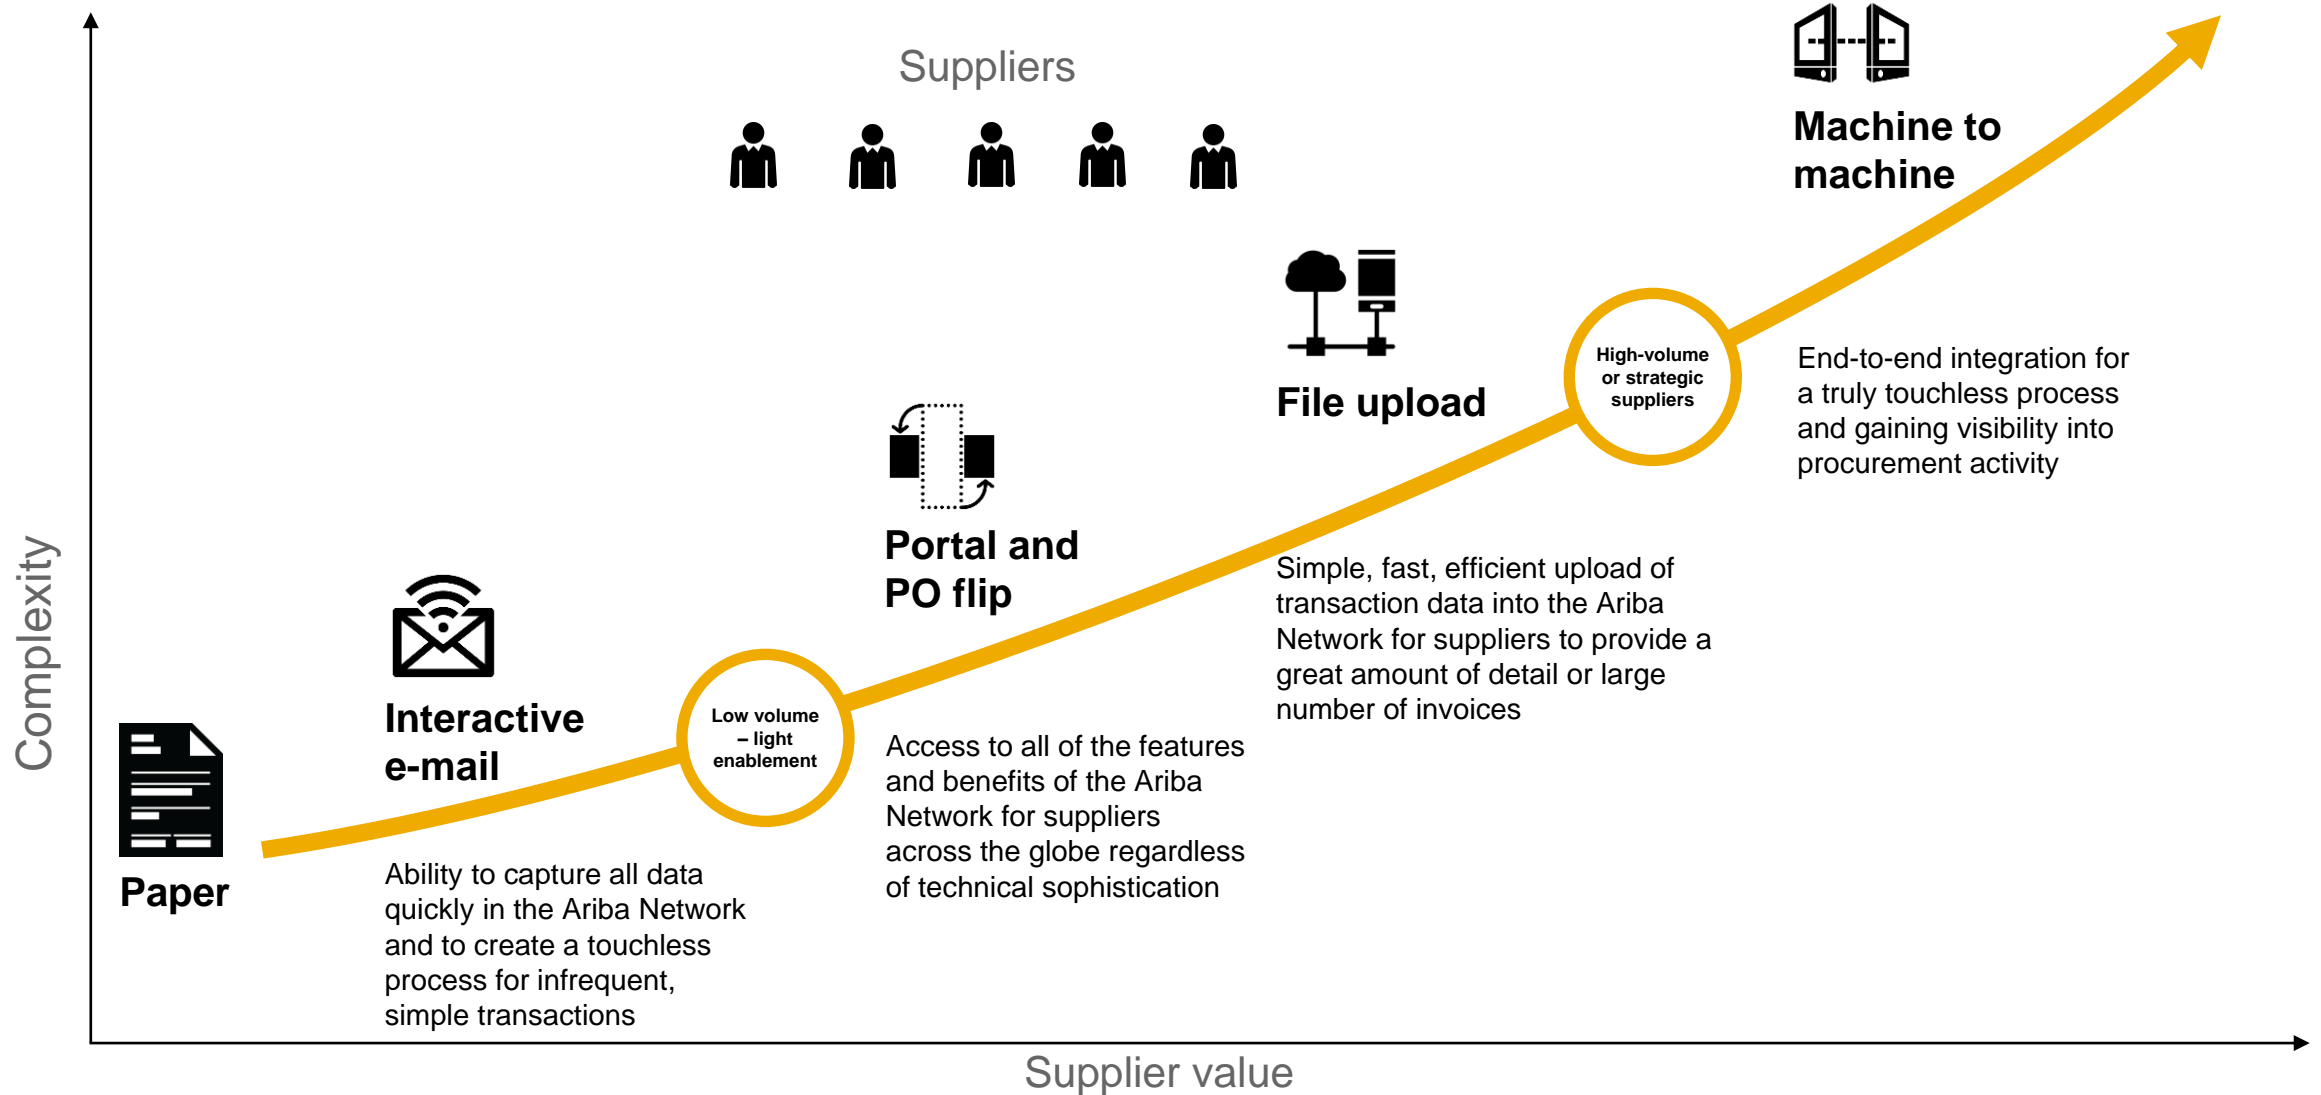 Suppliers
Complexity
Paper
Interactive
e-mail
Ability to capture all data
quickly in the Ariba Network
and to create a touchless
process for infrequent,
simple transactions
Low volume
– light
enablement
Portal and
PO flip
Access to all of the features
and benefits of the Ariba
Network for suppliers
across the globe regardless
of technical sophistication
File upload
Simple, fast, efficient upload of
transaction data into the Ariba
Network for suppliers to provide a
great amount of detail or large
number of invoices
High-volume
or strategic
suppliers
Machine to
machine
End-to-end integration for
a truly touchless process
and gaining visibility into
procurement activity
Supplier value